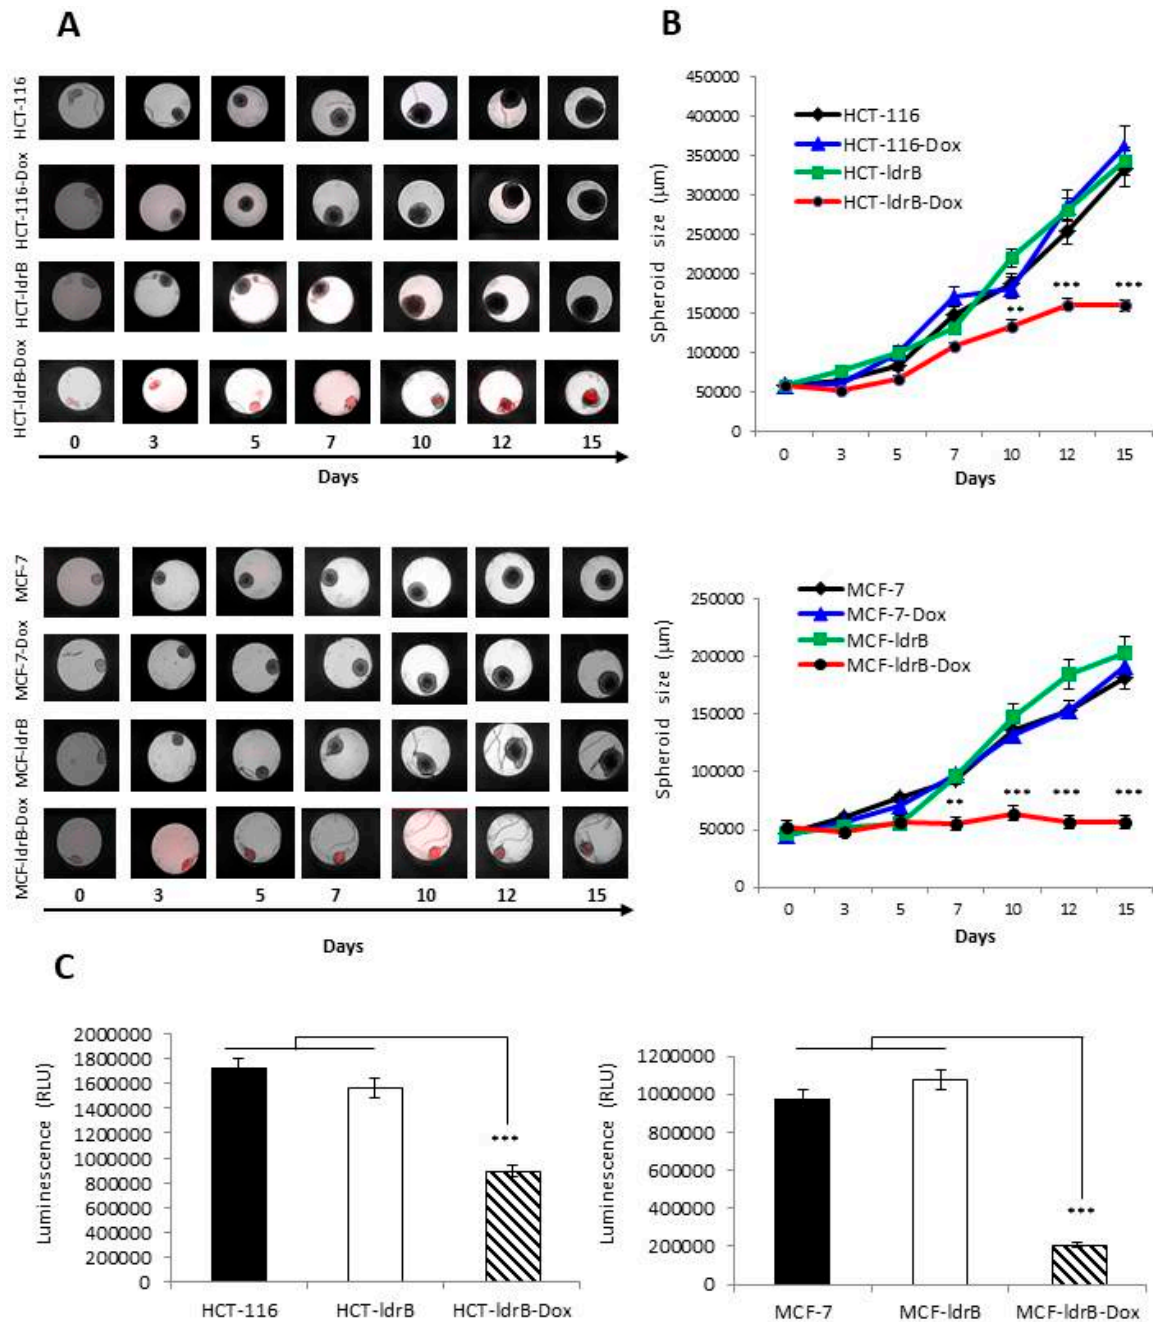 A
HCT-116
HCT-116-Dox
HCT-ldrB
HCT-ldrB-Dox
0 3 5 7 10 12 15
Days
B
Spheroid size (µm)
450000
400000
350000
300000
250000
200000
150000
100000
50000
0
HCT-116
HCT-116-Dox
HCT-ldrB
HCT-ldrB-Dox
** *** ***
0 3 5 7 10 12 15
Days
MCF-7
MCF-7-Dox
MCF-ldrB
MCF-ldrB-Dox
0 3 5 7 10 12 15
Days
Spheroid size (µm)
250000
200000
150000
100000
50000
0
MCF-7
MCF-7-Dox
MCF-ldrB
MCF-ldrB-Dox
** *** *** ***
0 3 5 7 10 12 15
Days
C
Luminescence (RLU)
2000000
1800000
1600000
1400000
1200000
1000000
800000
600000
400000
200000
0
***
HCT-116 HCT-ldrB HCT-ldrB-Dox
Luminescence (RLU)
1200000
1000000
800000
600000
400000
200000
0
***
MCF-7 MCF-ldrB MCF-ldrB-Dox